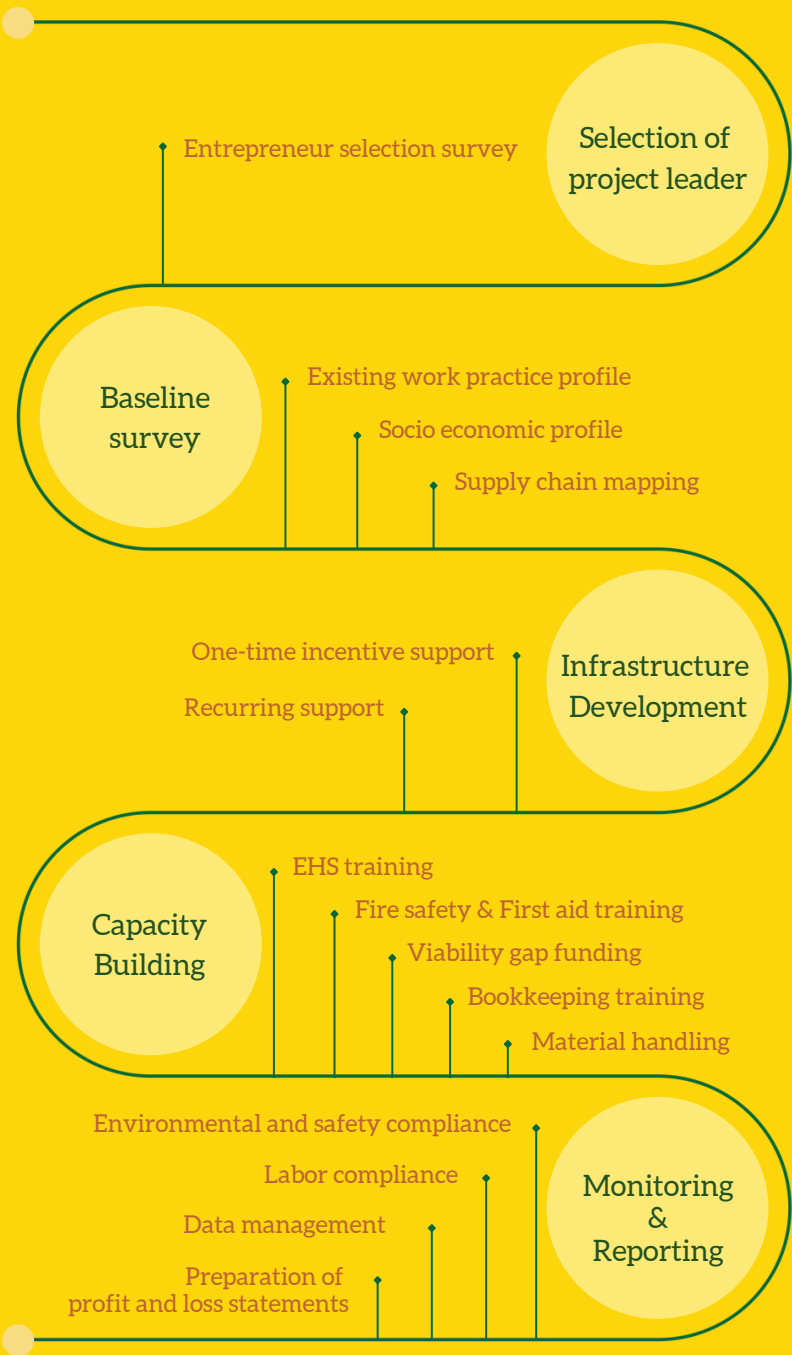 Selection of
project leader
Entrepreneur selection survey
Baseline
survey
Existing work practice profile
Socio economic profile
Supply chain mapping
Infrastructure
Development
One-time incentive support
Recurring support
Capacity
Building
EHS training
Fire safety & First aid training
Viability gap funding
Bookkeeping training
Material handling
Monitoring
&
Reporting
Environmental and safety compliance
Labor compliance
Data management
Preparation of
profit and loss statements